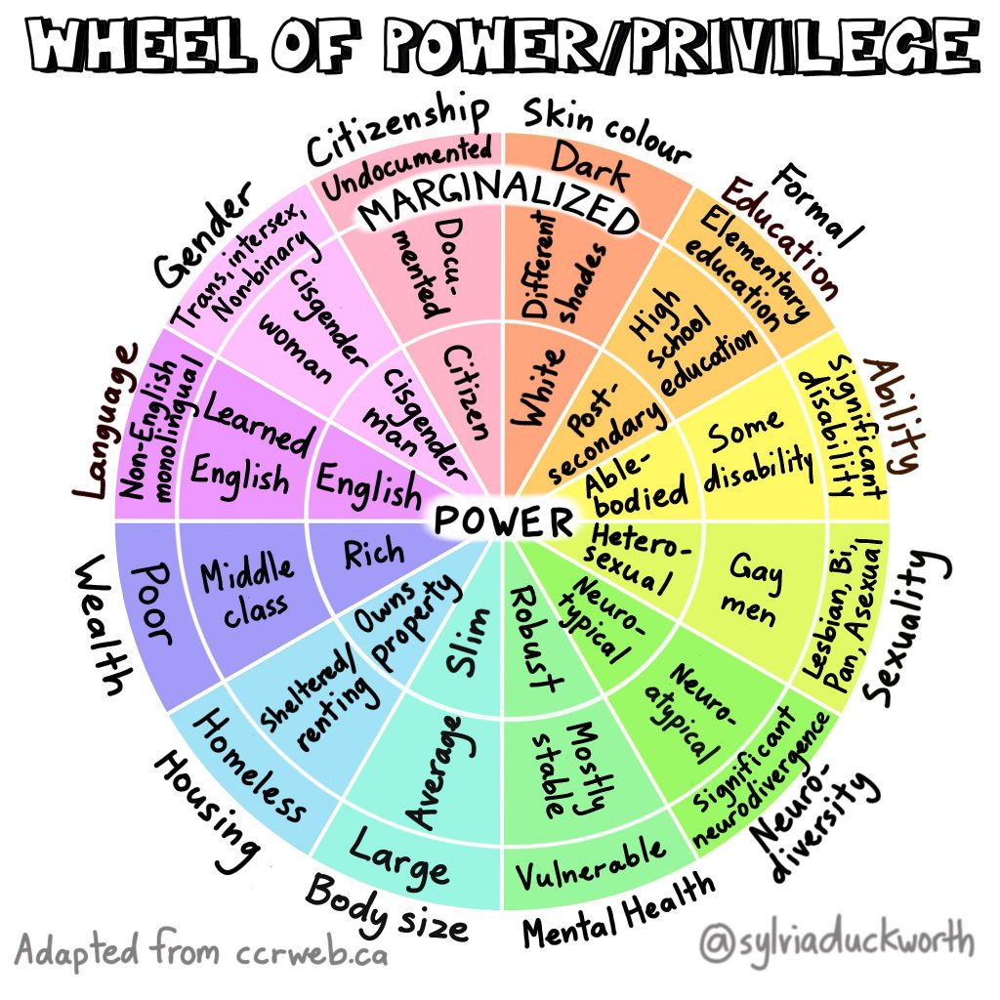 WHEEL OF POWER/PRIVILEGE
Citizenship
Undocumented
Docu-
mented
Citizen
Skin colour
Dark
Different
shades
White
Formal
Education
Elementary
education
High
school
education
Post-
secondary
Ability
Significant
disability
Some
disability
Able-
bodied
Sexuality
Lesbian, Bi,
Pan, Asexual
Gay
men
Hetero-
sexual
Neuro-
diversity
Significant
neurodivergence
Neuro-
atypical
Neuro-
typical
Mental Health
Vulnerable
Mostly
stable
Robust
Body size
Large
Average
Slim
Housing
Homeless
Sheltered/
renting
Owns
property
Wealth
Poor
Middle
class
Rich
Language
Non-English
monolingual
Learned
English
English
Gender
Trans, intersex,
Non-binary
Cisgender
woman
Cisgender
man
MARGINALIZED
POWER
Adapted from ccrweb.ca
@sylviaduckworth